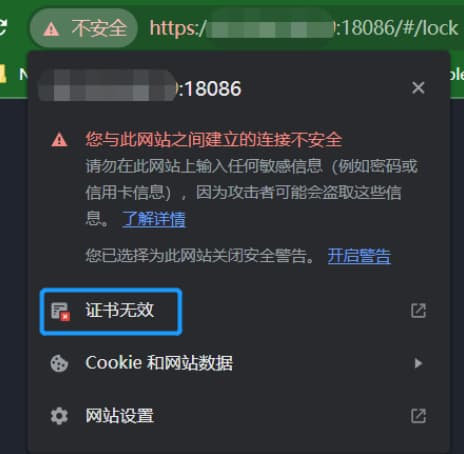 不安全 https:/ :18086/#/lock
:18086
您与此网站之间建立的连接不安全
请勿在此网站上输入任何敏感信息（例如密码或
信用卡信息），因为攻击者可能会盗取这些信
息。 了解详情
您已选择为此网站关闭安全警告。 开启警告
证书无效
Cookie 和网站数据
网站设置